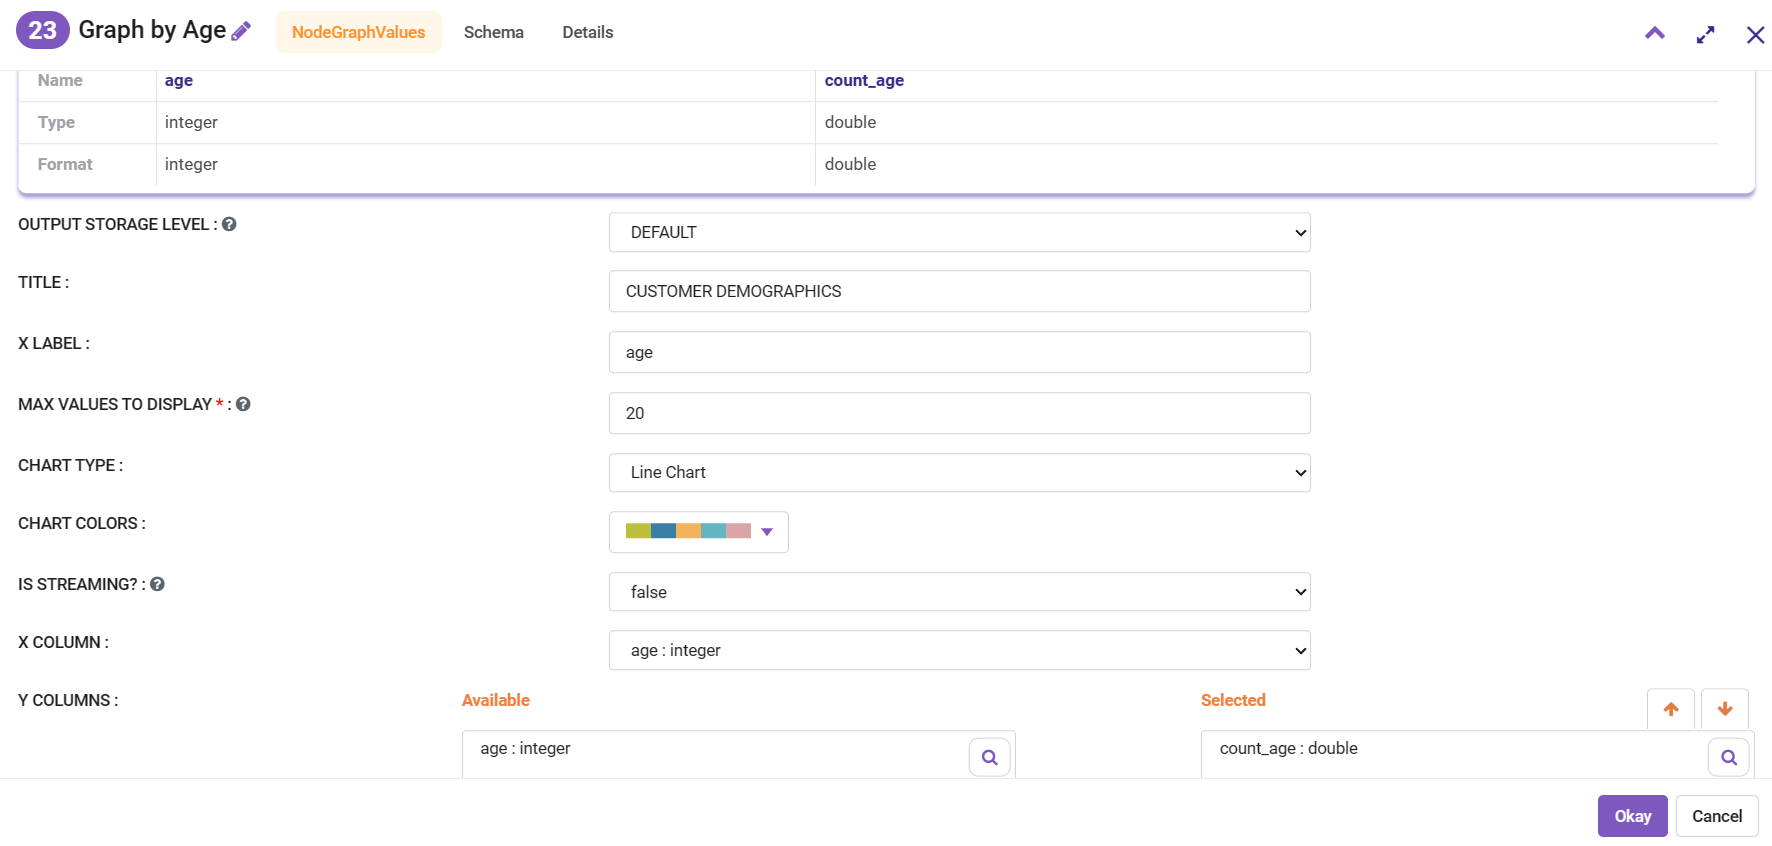 23 Graph by Age NodeGraphValues Schema Details
Name age count_age
Type integer double
Format integer double
OUTPUT STORAGE LEVEL : ? DEFAULT
TITLE : CUSTOMER DEMOGRAPHICS
X LABEL : age
MAX VALUES TO DISPLAY * : ? 20
CHART TYPE : Line Chart
CHART COLORS :
IS STREAMING? : ? false
X COLUMN : age : integer
Y COLUMNS : Available Selected
age : integer count_age : double
Okay Cancel